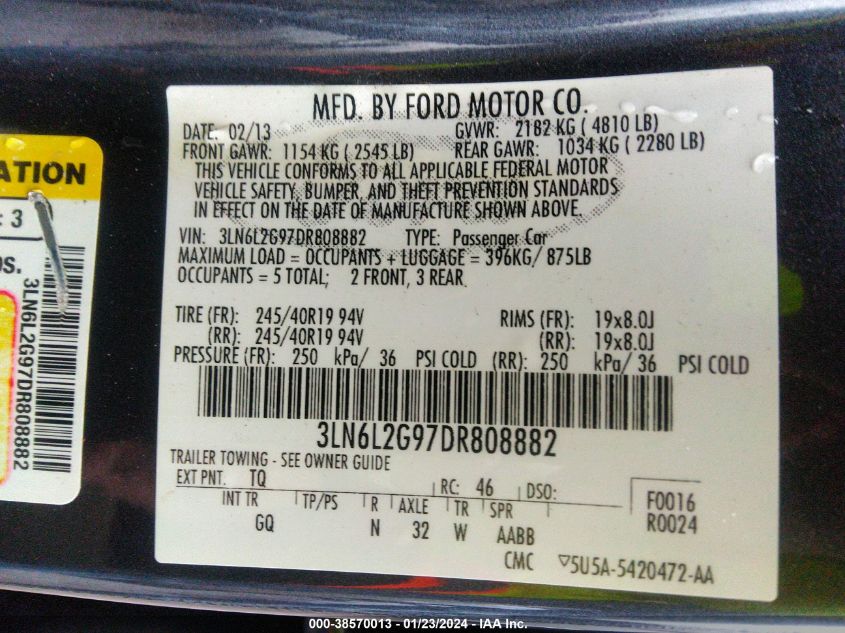 MFD. BY FORD MOTOR CO.
DATE: 02/13 GVWR: 2182 KG ( 4810 LB)
FRONT GAWR: 1154 KG ( 2545 LB) REAR GAWR: 1034 KG ( 2280 LB)
THIS VEHICLE CONFORMS TO ALL APPLICABLE FEDERAL MOTOR
VEHICLE SAFETY, BUMPER, AND THEFT PREVENTION STANDARDS
IN EFFECT ON THE DATE OF MANUFACTURE SHOWN ABOVE.
VIN: 3LN6L2G97DR808882 TYPE: Passenger Car
MAXIMUM LOAD = OCCUPANTS + LUGGAGE = 396KG/ 875LB
OCCUPANTS = 5 TOTAL; 2 FRONT, 3 REAR
TIRE (FR): 245/40R19 94V RIMS (FR): 19x8.0J
(RR): 245/40R19 94V (RR): 19x8.0J
PRESSURE (FR): 250 kPa/ 36 PSI COLD (RR): 250 kPa/ 36 PSI COLD
3LN6L2G97DR808882
TRAILER TOWING - SEE OWNER GUIDE
EXT PNT: TQ RC: 46 DSO:
INT TR TP/PS R AXLE TR SPR
GQ N 32 W AABB
F0016
R0024
CMC ▽5U5A-5420472-AA
ATION
: 3
os.
3LN6L2G97DR808882
000-38570013 - 01/23/2024 - IAA Inc.